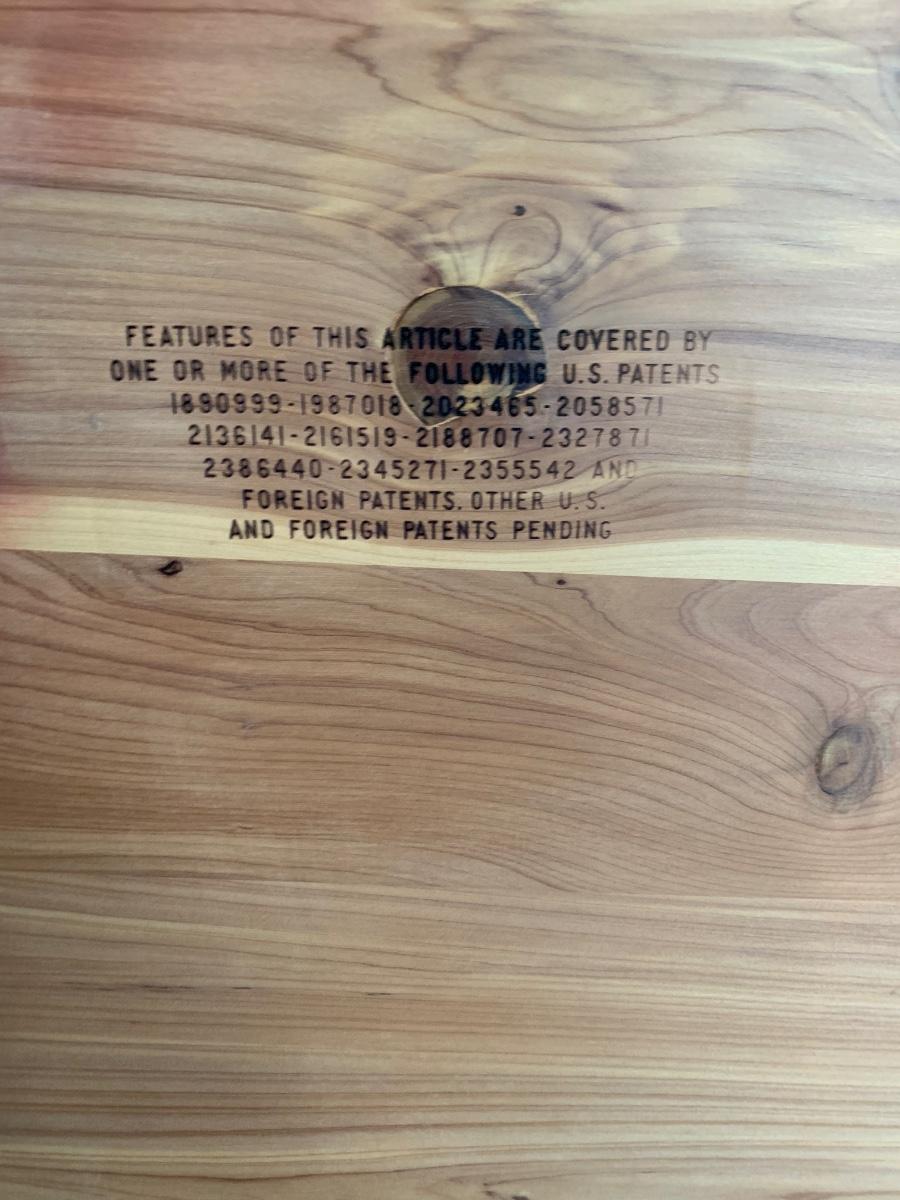 FEATURES OF THIS ARTICLE ARE COVERED BY
ONE OR MORE OF THE FOLLOWING U.S. PATENTS
1890999-1987018-2023465-2058571
2136141-2161519-2188707-2327871
2386440-2345271-2355542 AND
FOREIGN PATENTS. OTHER U.S.
AND FOREIGN PATENTS PENDING